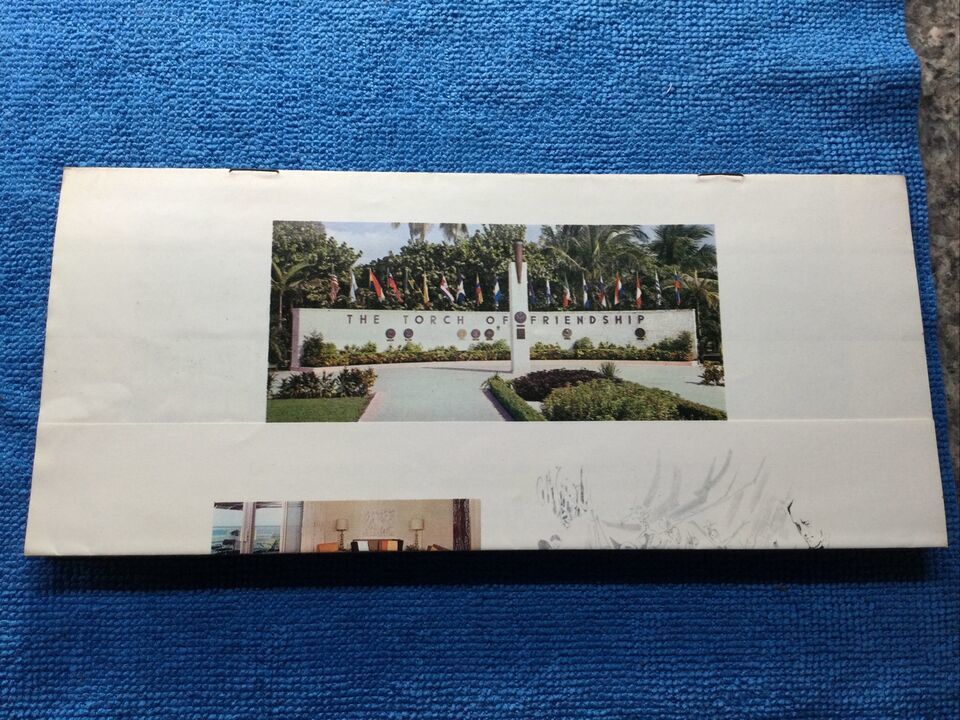 THE TORCH OF FRIENDSHIP